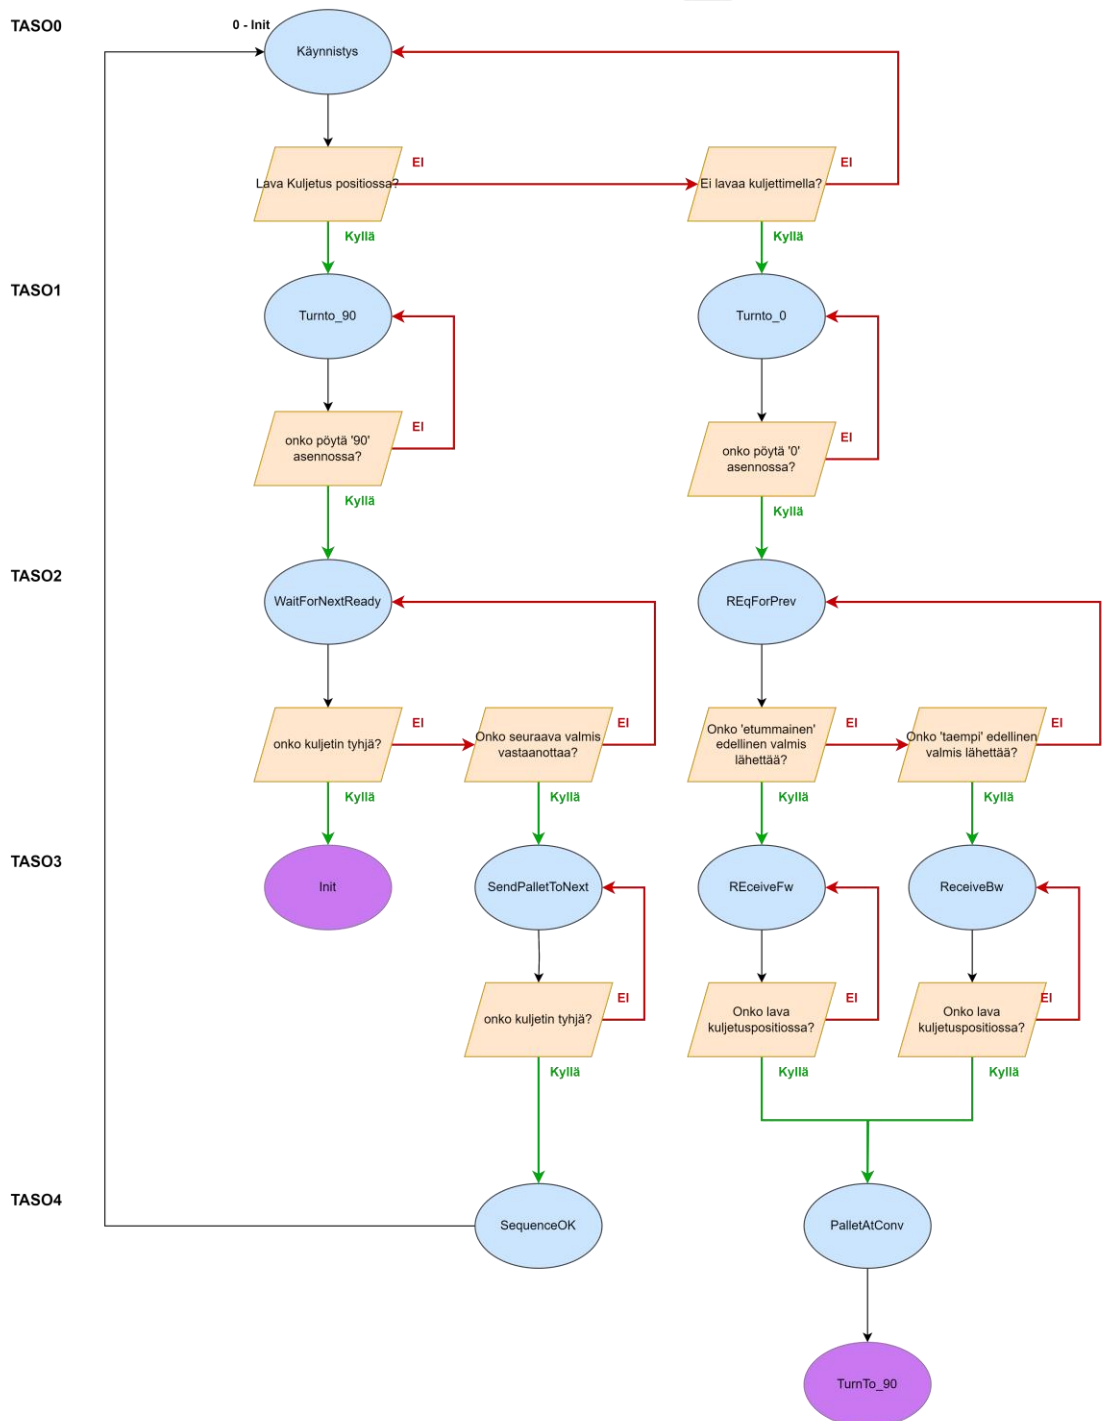 TASO0
0 - Init
Käynnistys
Lava Kuljetus positiossa?
EI
Ei lavaa kuljettimella?
EI
Kyllä
Kyllä
TASO1
Turnto_90
Turnto_0
onko pöytä '90'
asennossa?
EI
onko pöytä '0'
asennossa?
EI
Kyllä
Kyllä
TASO2
WaitForNextReady
REqForPrev
onko kuljetin tyhjä?
EI
Onko seuraava valmis
vastaanottaa?
EI
Onko 'etummainen'
edellinen valmis
lähettää?
EI
Onko 'taempi' edellinen
valmis lähettää?
EI
Kyllä
Kyllä
Kyllä
Kyllä
TASO3
Init
SendPalletToNext
REceiveFw
ReceiveBw
onko kuljetin tyhjä?
EI
Onko lava
kuljetuspositiossa?
EI
Onko lava
kuljetuspositiossa?
EI
Kyllä
Kyllä
Kyllä
TASO4
SequenceOK
PalletAtConv
TurnTo_90